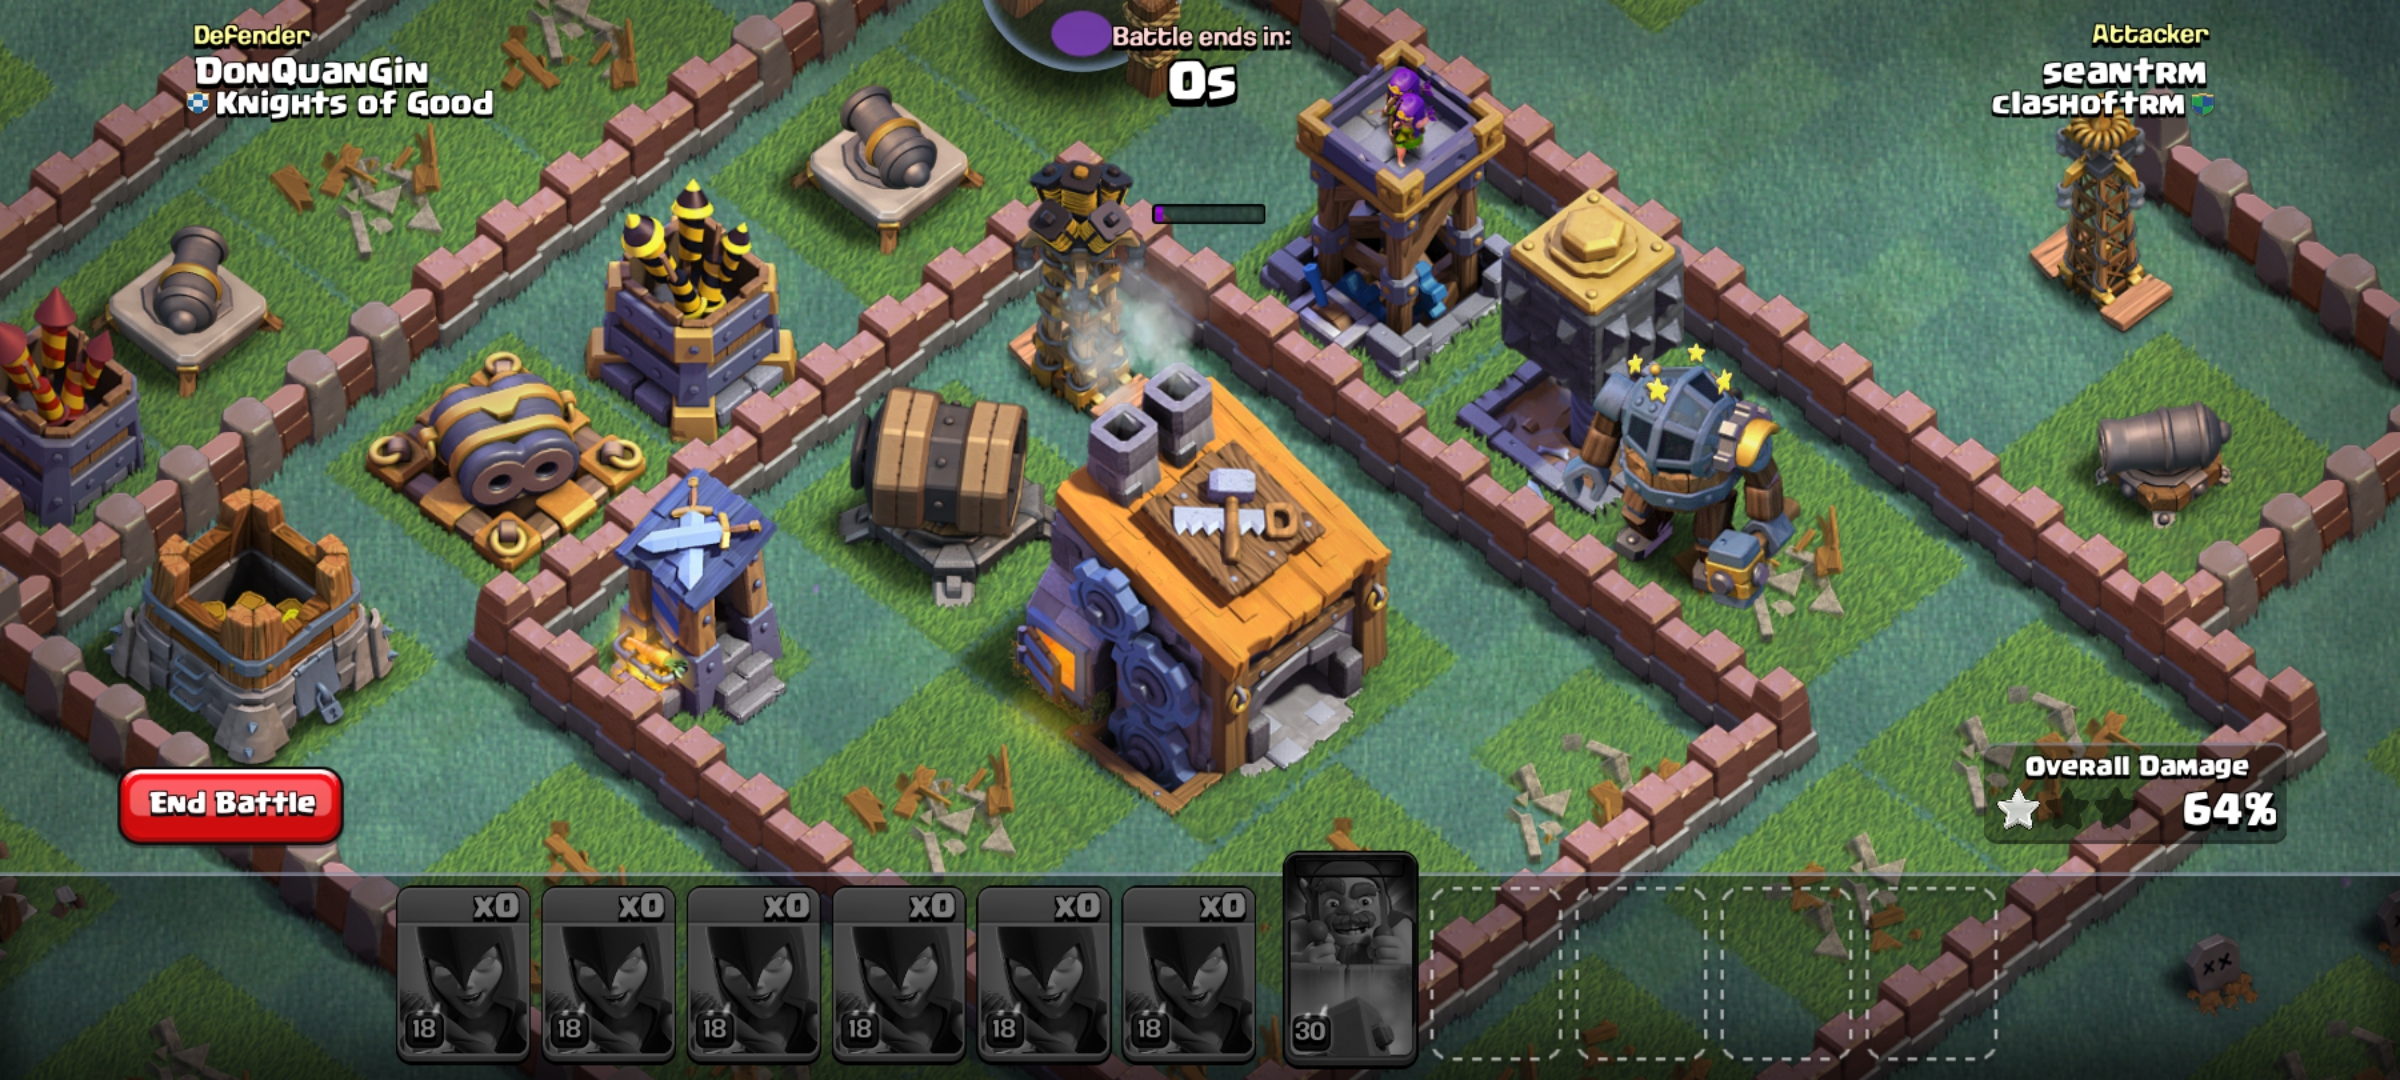 Defender
DonQuanGin
Knights of Good
Battle ends in:
0s
Attacker
seantRM
clashoftRM
End Battle
Overall Damage
64%
x0
x0
x0
x0
x0
x0
18
18
18
18
18
18
30